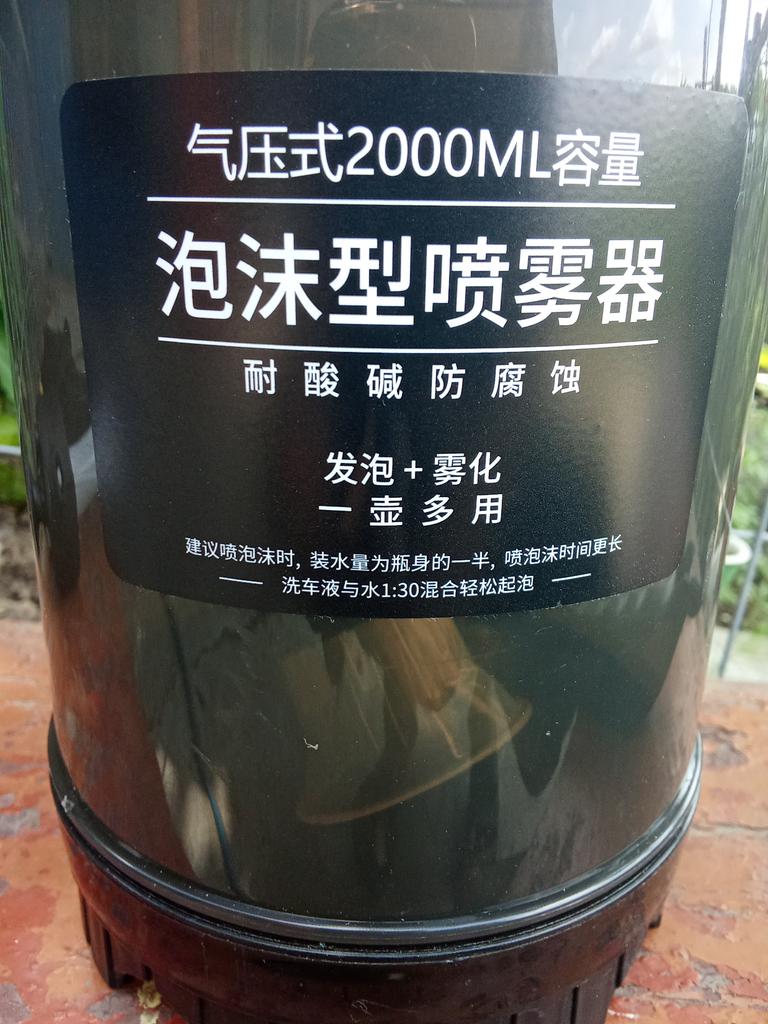 气压式2000ML容量
泡沫型喷雾器
耐酸碱防腐蚀
发泡+雾化
一壶多用
建议喷泡沫时, 装水量为瓶身的一半, 喷泡沫时间更长
洗车液与水1:30混合轻松起泡